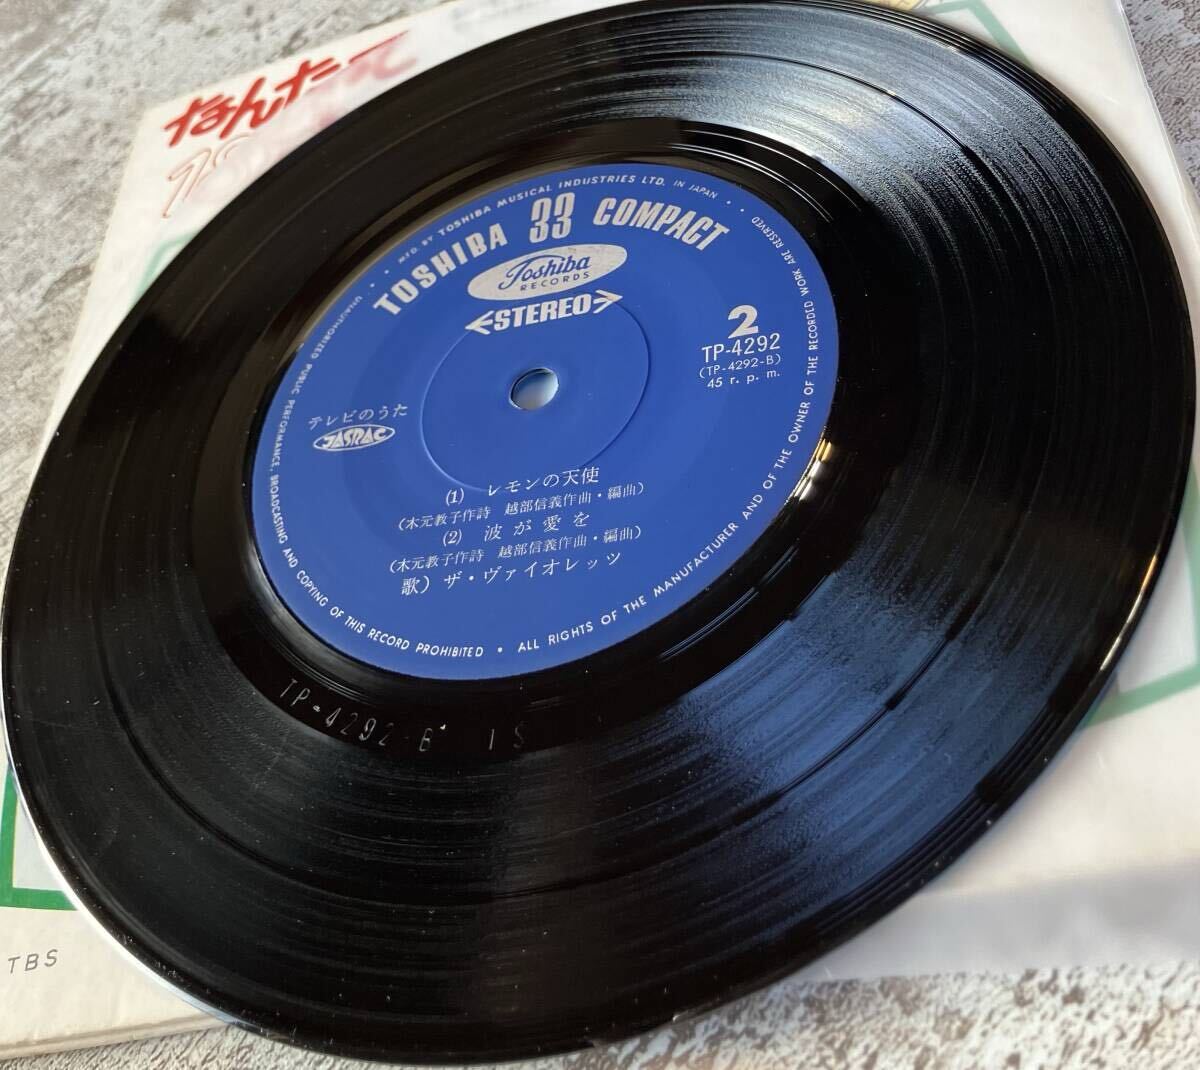 なんたって
18
MFD. BY TOSHIBA MUSICAL INDUSTRIES LTD. IN JAPAN
TOSHIBA 33 COMPACT
Toshiba
RECORDS
STEREO
2
TP-4292
(TP-4292-B)
45 r. p. m.
テレビのうた
JASRAC
(1) レモンの天使
(木元教子作詩 越部信義作曲・編曲)
(2) 波が愛を
(木元教子作詩 越部信義作曲・編曲)
歌) ザ・ヴァイオレッツ
UNAUTHORIZED PUBLIC PERFORMANCE, BROADCASTING AND COPYING OF THIS RECORD PROHIBITED • ALL RIGHTS OF THE MANUFACTURER AND OF THE OWNER OF THE RECORDED WORK ARE RESERVED
TP-4292-B 1S
TBS